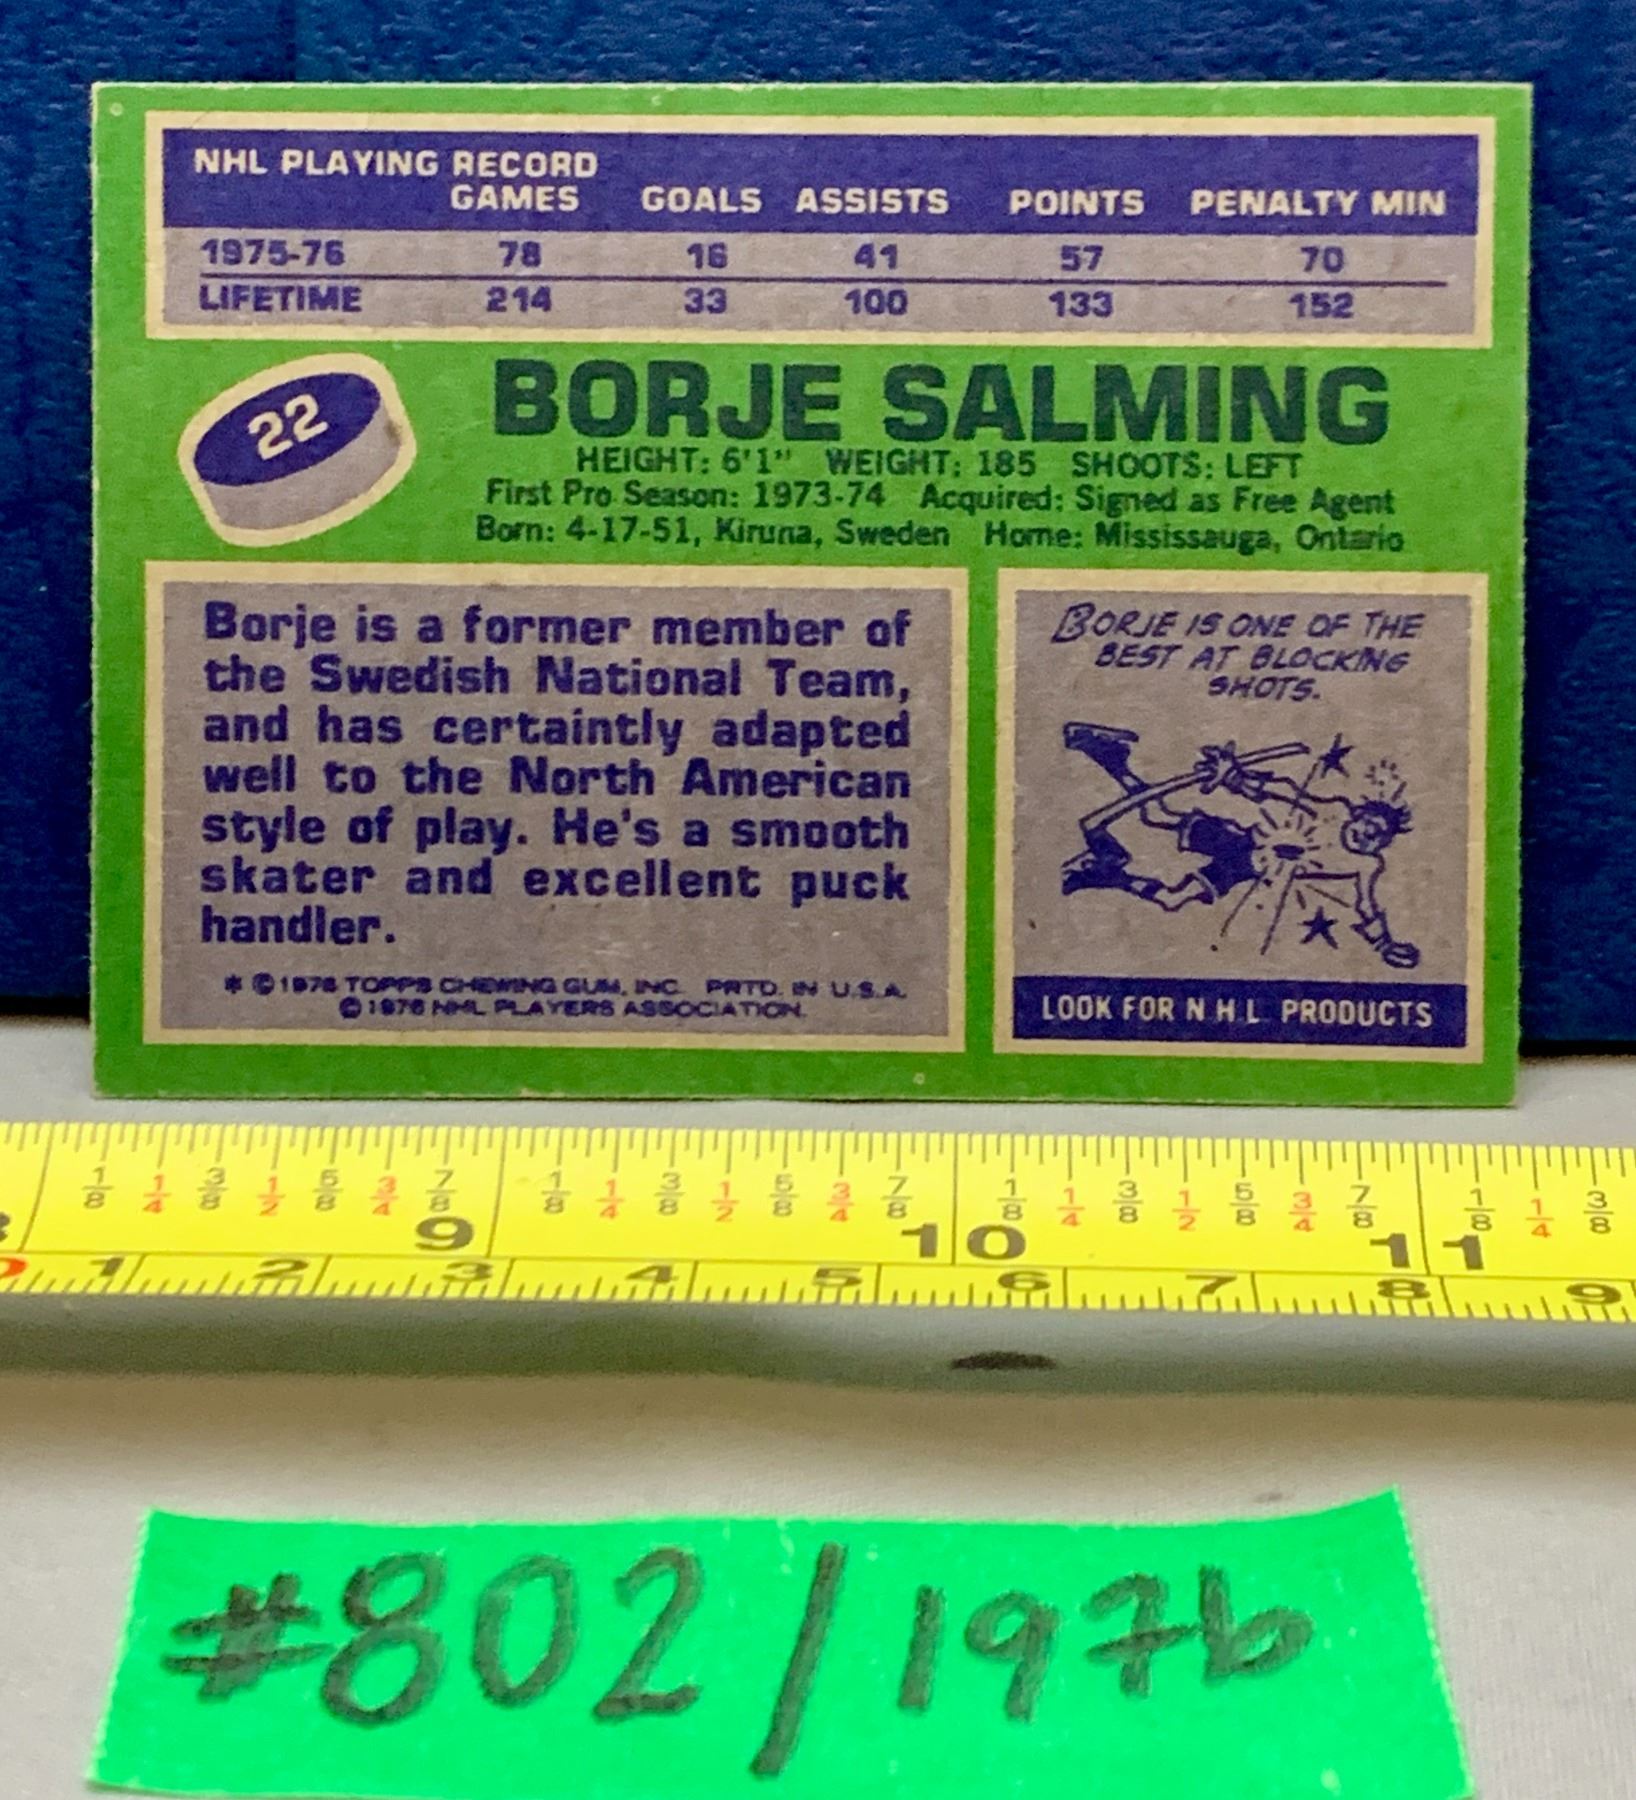 NHL PLAYING RECORD
GAMES GOALS ASSISTS POINTS PENALTY MIN
1975-76 78 16 41 57 70
LIFETIME 214 33 100 133 152
22
BORJE SALMING
HEIGHT: 6'1" WEIGHT: 185 SHOOTS: LEFT
First Pro Season: 1973-74 Acquired: Signed as Free Agent
Born: 4-17-51, Kiruna, Sweden Home: Mississauga, Ontario
Borje is a former member of
the Swedish National Team,
and has certaintly adapted
well to the North American
style of play. He's a smooth
skater and excellent puck
handler.
* ©1976 TOPPS CHEWING GUM, INC. PRTD. IN U.S.A.
©1976 NHL PLAYERS ASSOCIATION.
BORJE IS ONE OF THE
BEST AT BLOCKING
SHOTS.
LOOK FOR N H L PRODUCTS
1/8 1/4 3/8 1/2 5/8 3/4 7/8 1/8 1/4 3/8 1/2 5/8 3/4 7/8 1/8 1/4 3/8 1/2 5/8 3/4 7/8 1/8 1/4 3/8
9 10 10 11 11
1 2 3 4 5 6 7 8 9
#802/1976